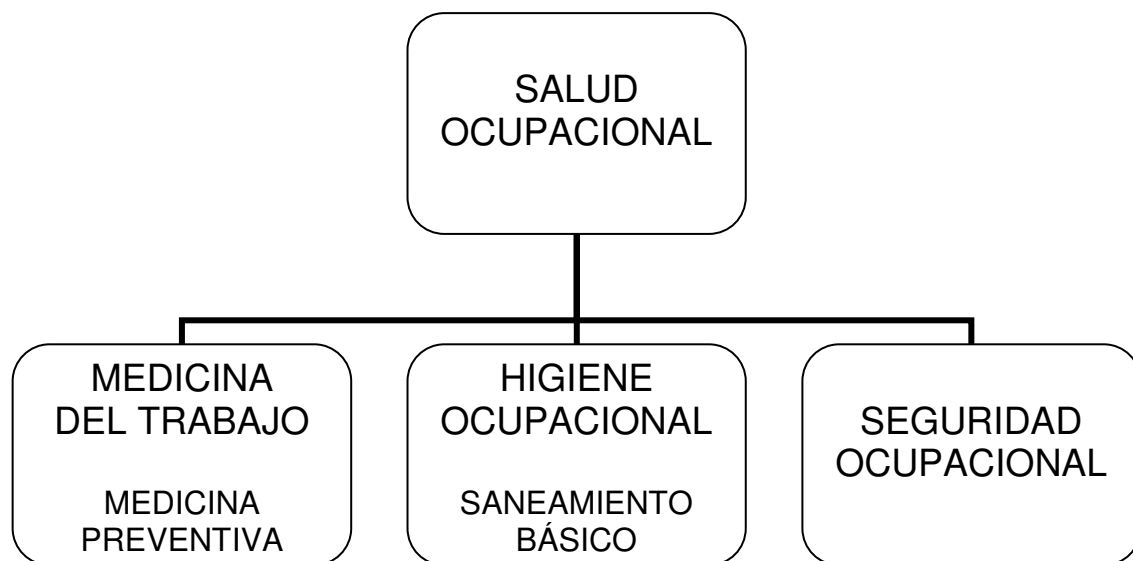 SALUD
OCUPACIONAL
MEDICINA
DEL TRABAJO
MEDICINA
PREVENTIVA
HIGIENE
OCUPACIONAL
SANEAMIENTO
BÁSICO
SEGURIDAD
OCUPACIONAL